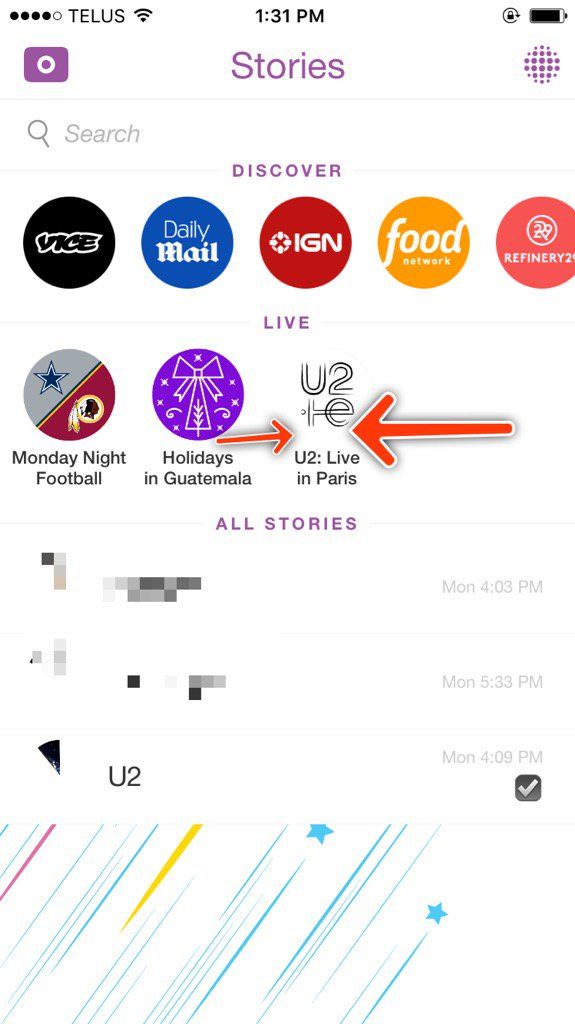 TELUS
1:31 PM
Stories
Search
DISCOVER
VICE
Daily
Mail
IGN
food
network
REFINERY29
LIVE
U2
i+e
Monday Night
Football
Holidays
in Guatemala
U2: Live
in Paris
ALL STORIES
Mon 4:03 PM
Mon 5:33 PM
Mon 4:09 PM
U2